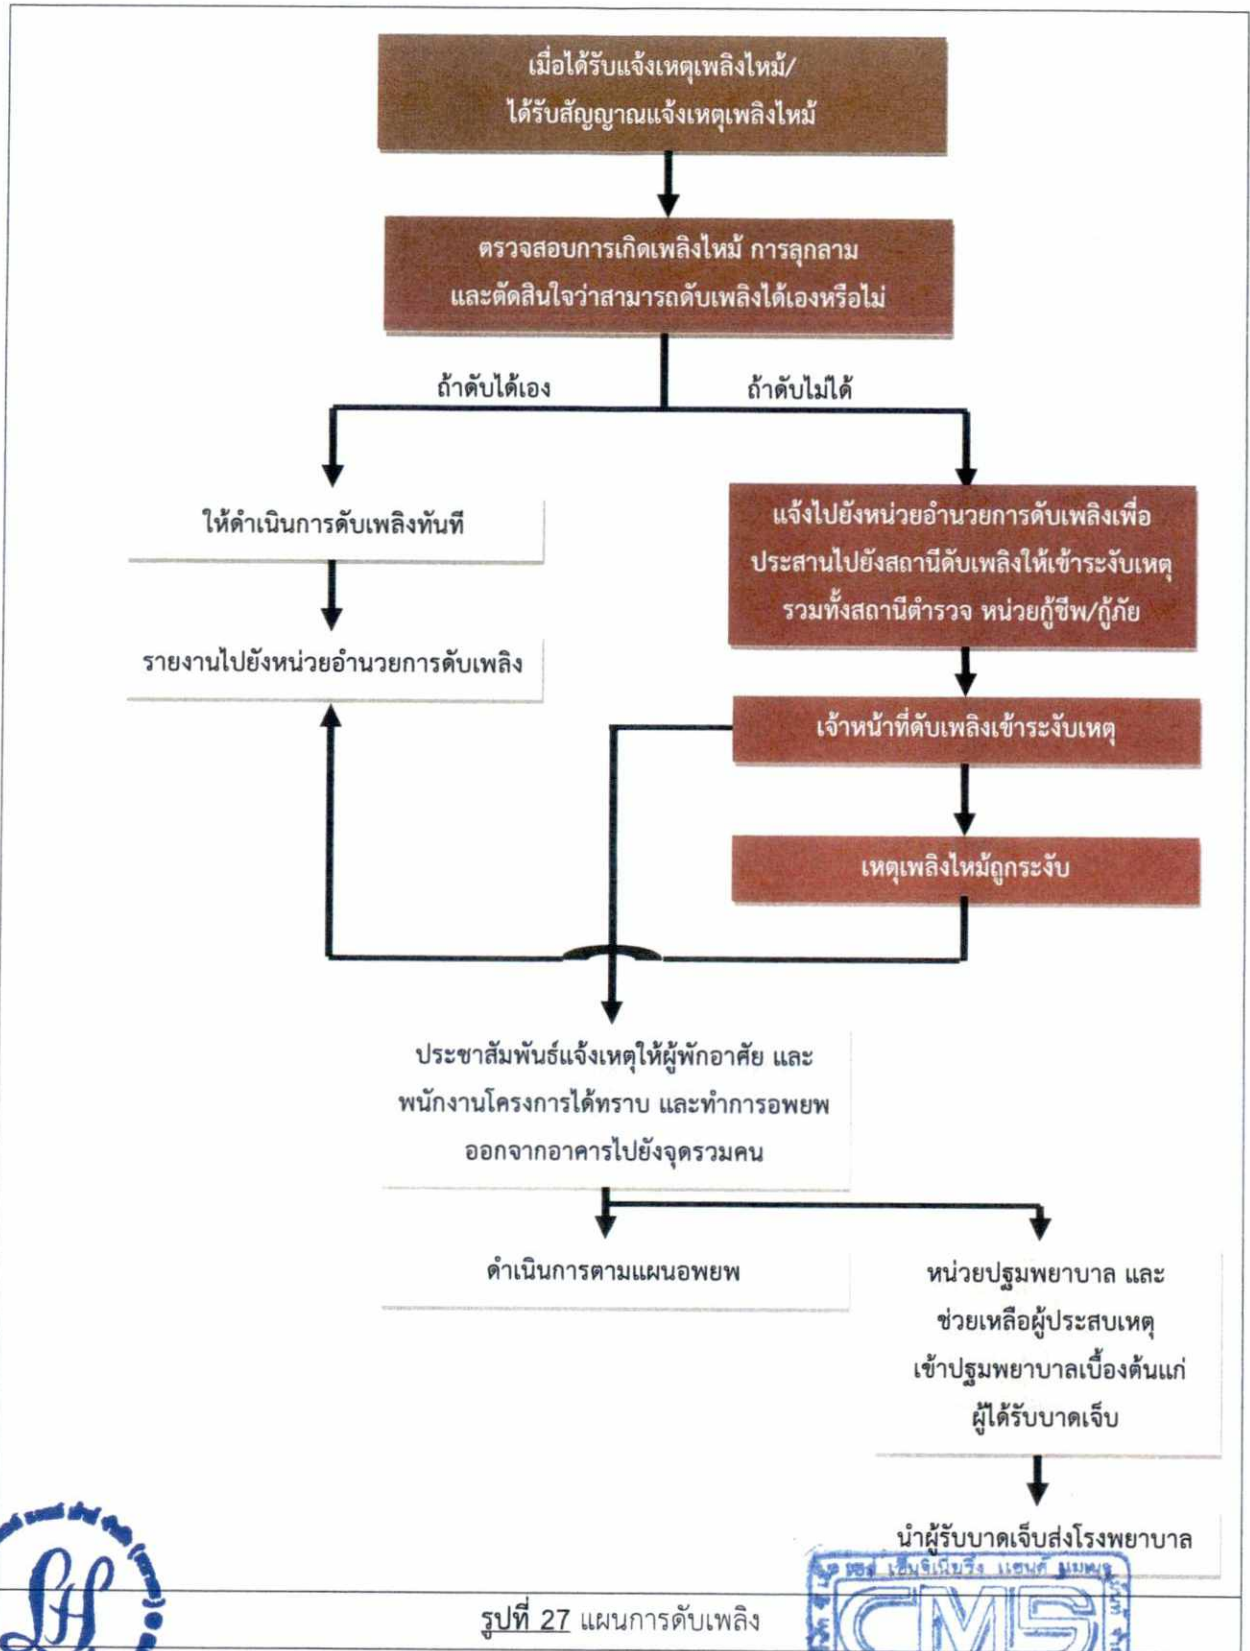 เมื่อได้รับแจ้งเหตุเพลิงไหม้/
ได้รับสัญญาณแจ้งเหตุเพลิงไหม้
ตรวจสอบการเกิดเพลิงไหม้ การลุกลาม
และตัดสินใจว่าสามารถดับเพลิงได้เองหรือไม่
ถ้าดับได้เอง
ถ้าดับไม่ได้
ให้ดำเนินการดับเพลิงทันที
รายงานไปยังหน่วยอำนวยการดับเพลิง
แจ้งไปยังหน่วยอำนวยการดับเพลิงเพื่อ
ประสานไปยังสถานีดับเพลิงให้เข้าระงับเหตุ
รวมทั้งสถานีตำรวจ หน่วยกู้ชีพ/กู้ภัย
เจ้าหน้าที่ดับเพลิงเข้าระงับเหตุ
เหตุเพลิงไหม้ถูกระงับ
ประชาสัมพันธ์แจ้งเหตุให้ผู้พักอาศัย และ
พนักงานโครงการได้ทราบ และทำการอพยพ
ออกจากอาคารไปยังจุดรวมคน
ดำเนินการตามแผนอพยพ
หน่วยปฐมพยาบาล และ
ช่วยเหลือผู้ประสบเหตุ
เข้าปฐมพยาบาลเบื้องต้นแก่
ผู้ได้รับบาดเจ็บ
นำผู้รับบาดเจ็บส่งโรงพยาบาล
LH
CMS
รูปที่ 27 แผนการดับเพลิง